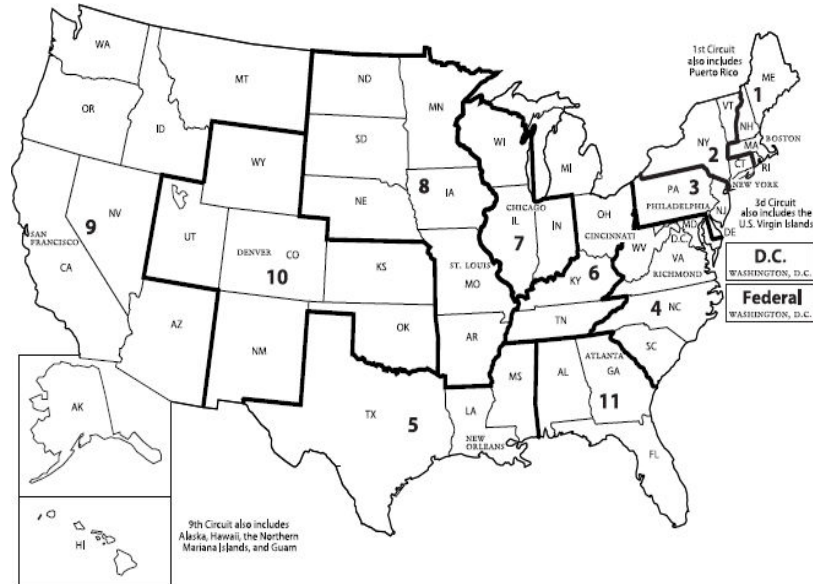 WA
MT
ND
MN
OR
ID
SD
WY
WI
MI
1st Circuit
also includes
Puerto Rico
ME
1
VT
NH
NY
2
MA
BOSTON
CT
RI
NEW YORK
NE
8
IA
PA
3
PHILADELPHIA
NJ
3d Circuit
also includes the
U.S. Virgin Islands
9
NV
SAN
FRANCISCO
CA
UT
DENVER
CO
10
KS
CHICAGO
IL
7
IN
OH
CINCINNATI
WV
MD
D.C.
DE
VA
RICHMOND
D.C.
WASHINGTON, D.C.
Federal
WASHINGTON, D.C.
ST. LOUIS
MO
6
KY
4
NC
AZ
NM
OK
AR
TN
SC
TX
5
LA
NEW
ORLEANS
MS
AL
ATLANTA
GA
11
FL
AK
HI
9th Circuit also includes
Alaska, Hawaii, the Northern
Mariana Islands, and Guam